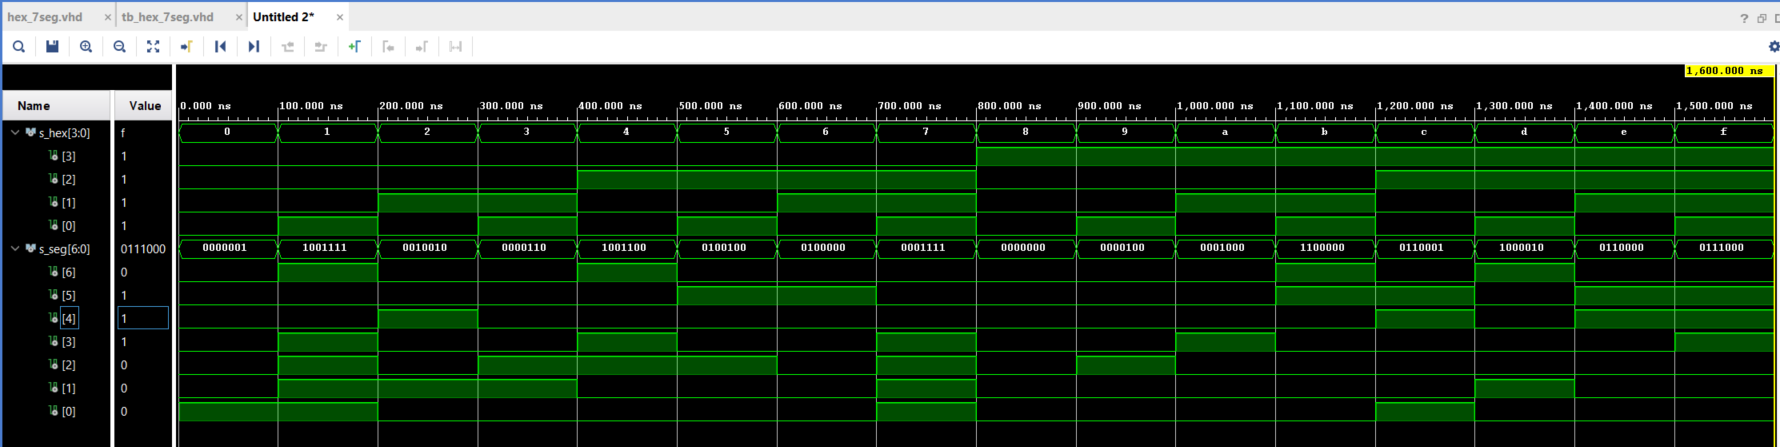 hex_7seg.vhd × tb_hex_7seg.vhd × Untitled 2* ×
?
1,600.000 ns
Name Value 0.000 ns 100.000 ns 200.000 ns 300.000 ns 400.000 ns 500.000 ns 600.000 ns 700.000 ns 800.000 ns 900.000 ns 1,000.000 ns 1,100.000 ns 1,200.000 ns 1,300.000 ns 1,400.000 ns 1,500.000 ns
s_hex[3:0] f 0 1 2 3 4 5 6 7 8 9 a b c d e f
[3] 1
[2] 1
[1] 1
[0] 1
s_seg[6:0] 0111000 0000001 1001111 0010010 0000110 1001100 0100100 0100000 0001111 0000000 0000100 0001000 1100000 0110001 1000010 0110000 0111000
[6] 0
[5] 1
[4] 1
[3] 1
[2] 0
[1] 0
[0] 0